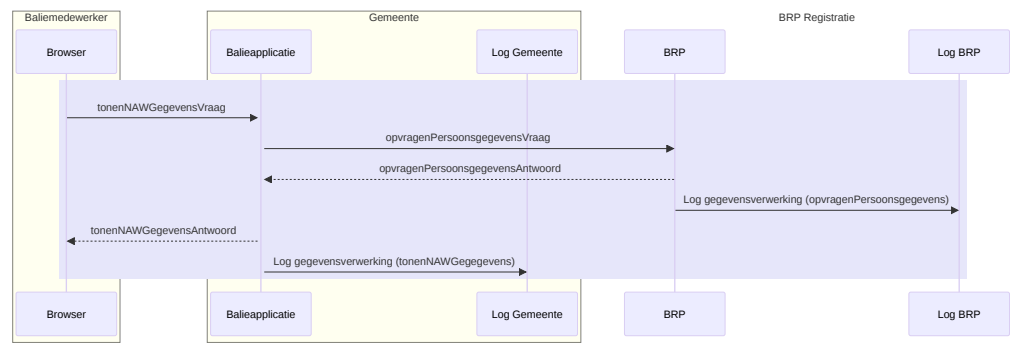 Baliemedewerker
Gemeente
BRP Registratie
Browser
Balieapplicatie
Log Gemeente
BRP
Log BRP
tonenNAWGegevensVraag
opvragenPersoonsgegevensVraag
opvragenPersoonsgegevensAntwoord
Log gegevensverwerking (opvragenPersoonsgegevens)
tonenNAWGegevensAntwoord
Log gegevensverwerking (tonenNAWGegegevens)
Browser
Balieapplicatie
Log Gemeente
BRP
Log BRP